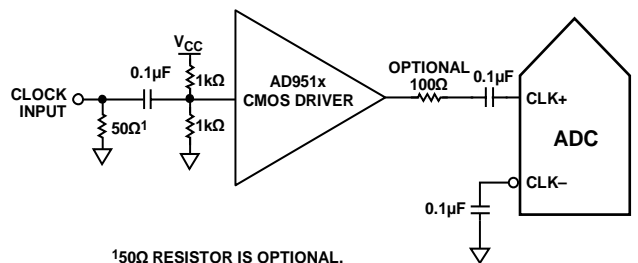 VCC
0.1µF
1kΩ
CLOCK
INPUT
50Ω1
1kΩ
AD951x
CMOS DRIVER
OPTIONAL
100Ω
0.1µF
CLK+
ADC
CLK–
0.1µF
150Ω RESISTOR IS OPTIONAL.